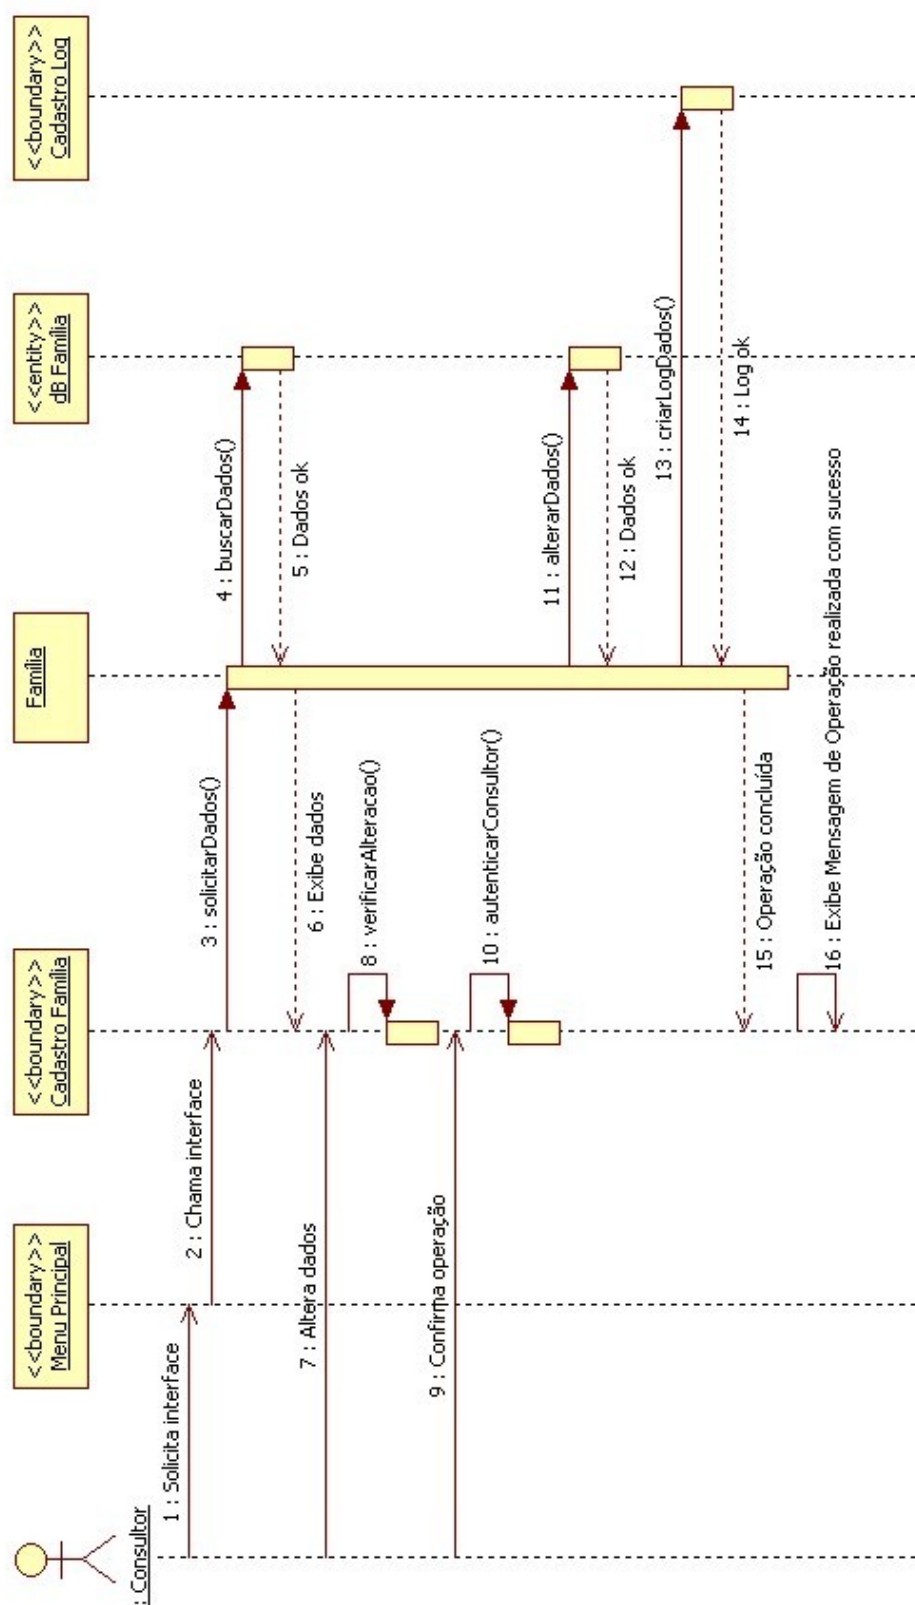 : Consultor
<<boundary>>
Menu Principal
<<boundary>>
Cadastro Família
Família
<<entity>>
dB Família
<<boundary>>
Cadastro Log
1 : Solicita interface
2 : Chama interface
3 : solicitarDados()
4 : buscarDados()
5 : Dados ok
6 : Exibe dados
7 : Altera dados
8 : verificarAlteracao()
9 : Confirma operação
10 : autenticarConsultor()
11 : alterarDados()
12 : Dados ok
13 : criarLogDados()
14 : Log ok
15 : Operação concluída
16 : Exibe Mensagem de Operação realizada com sucesso